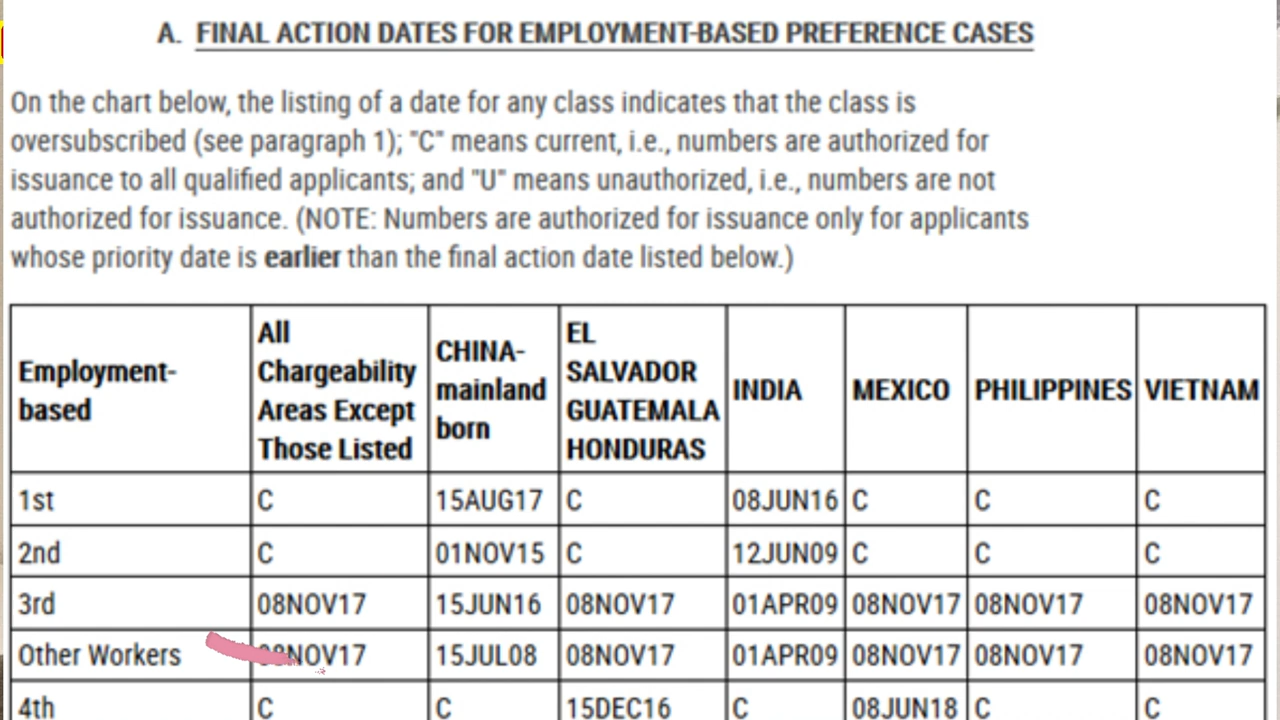 A. FINAL ACTION DATES FOR EMPLOYMENT-BASED PREFERENCE CASES
On the chart below, the listing of a date for any class indicates that the class is
oversubscribed (see paragraph 1); "C" means current, i.e., numbers are authorized for
issuance to all qualified applicants; and "U" means unauthorized, i.e., numbers are not
authorized for issuance. (NOTE: Numbers are authorized for issuance only for applicants
whose priority date is earlier than the final action date listed below.)
Employment-based All Chargeability Areas Except Those Listed CHINA-mainland born EL SALVADOR GUATEMALA HONDURAS INDIA MEXICO PHILIPPINES VIETNAM
1st C 15AUG17 C 08JUN16 C C C
2nd C 01NOV15 C 12JUN09 C C C
3rd 08NOV17 15JUN16 08NOV17 01APR09 08NOV17 08NOV17 08NOV17
Other Workers 08NOV17 15JUL08 08NOV17 01APR09 08NOV17 08NOV17 08NOV17
4th C C 15DEC16 C 08JUN18 C C